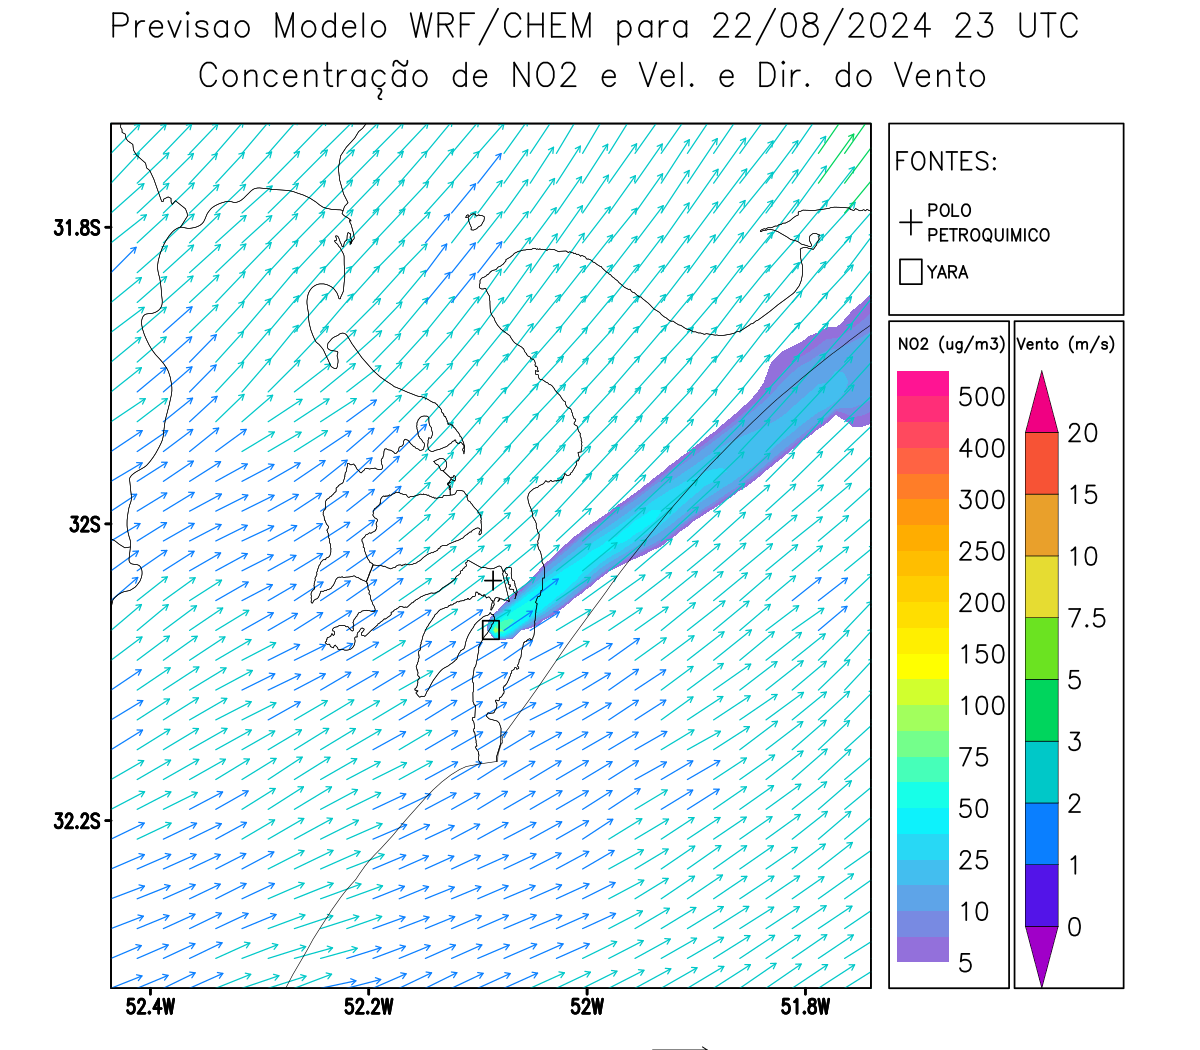 Previsao Modelo WRF/CHEM para 22/08/2024 23 UTC
Concentração de NO2 e Vel. e Dir. do Vento
FONTES:
POLO
PETROQUIMICO
YARA
NO2 (ug/m3)
500
400
300
250
200
150
100
75
50
25
10
5
Vento (m/s)
20
15
10
7.5
5
3
2
1
0
31.8S
32S
32.2S
52.4W
52.2W
52W
51.8W